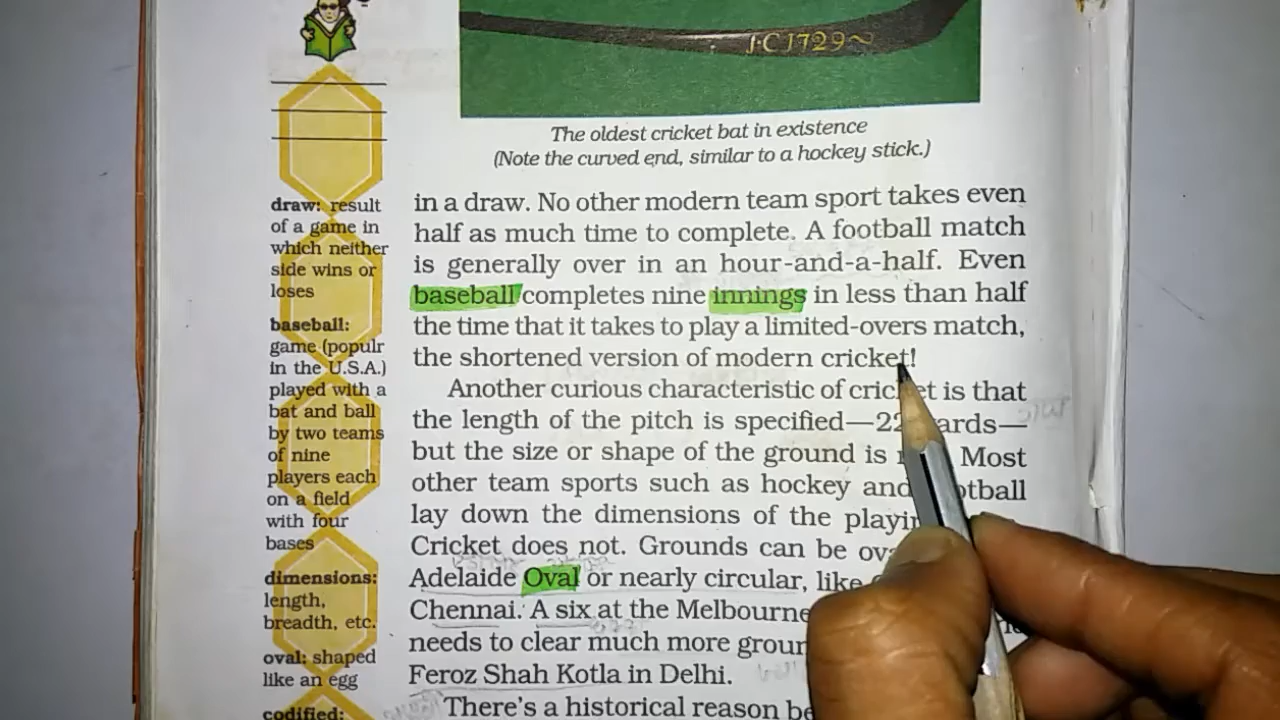 J·C 1729
The oldest cricket bat in existence
(Note the curved end, similar to a hockey stick.)
draw: result
of a game in
which neither
side wins or
loses
baseball:
game (populr
in the U.S.A.)
played with a
bat and ball
by two teams
of nine
players each
on a field
with four
bases
dimensions:
length,
breadth, etc.
oval: shaped
like an egg
codified:
in a draw. No other modern team sport takes even
half as much time to complete. A football match
is generally over in an hour-and-a-half. Even
baseball completes nine innings in less than half
the time that it takes to play a limited-overs match,
the shortened version of modern cricket!
Another curious characteristic of cricket is that
the length of the pitch is specified—22 yards—
but the size or shape of the ground is Most
other team sports such as hockey and football
lay down the dimensions of the
Cricket does not. Grounds can be
Adelaide Oval or nearly circular, like
Chennai. A six at the Melbourne
needs to clear much more
Feroz Shah Kotla in Delhi.
There's a historical reason